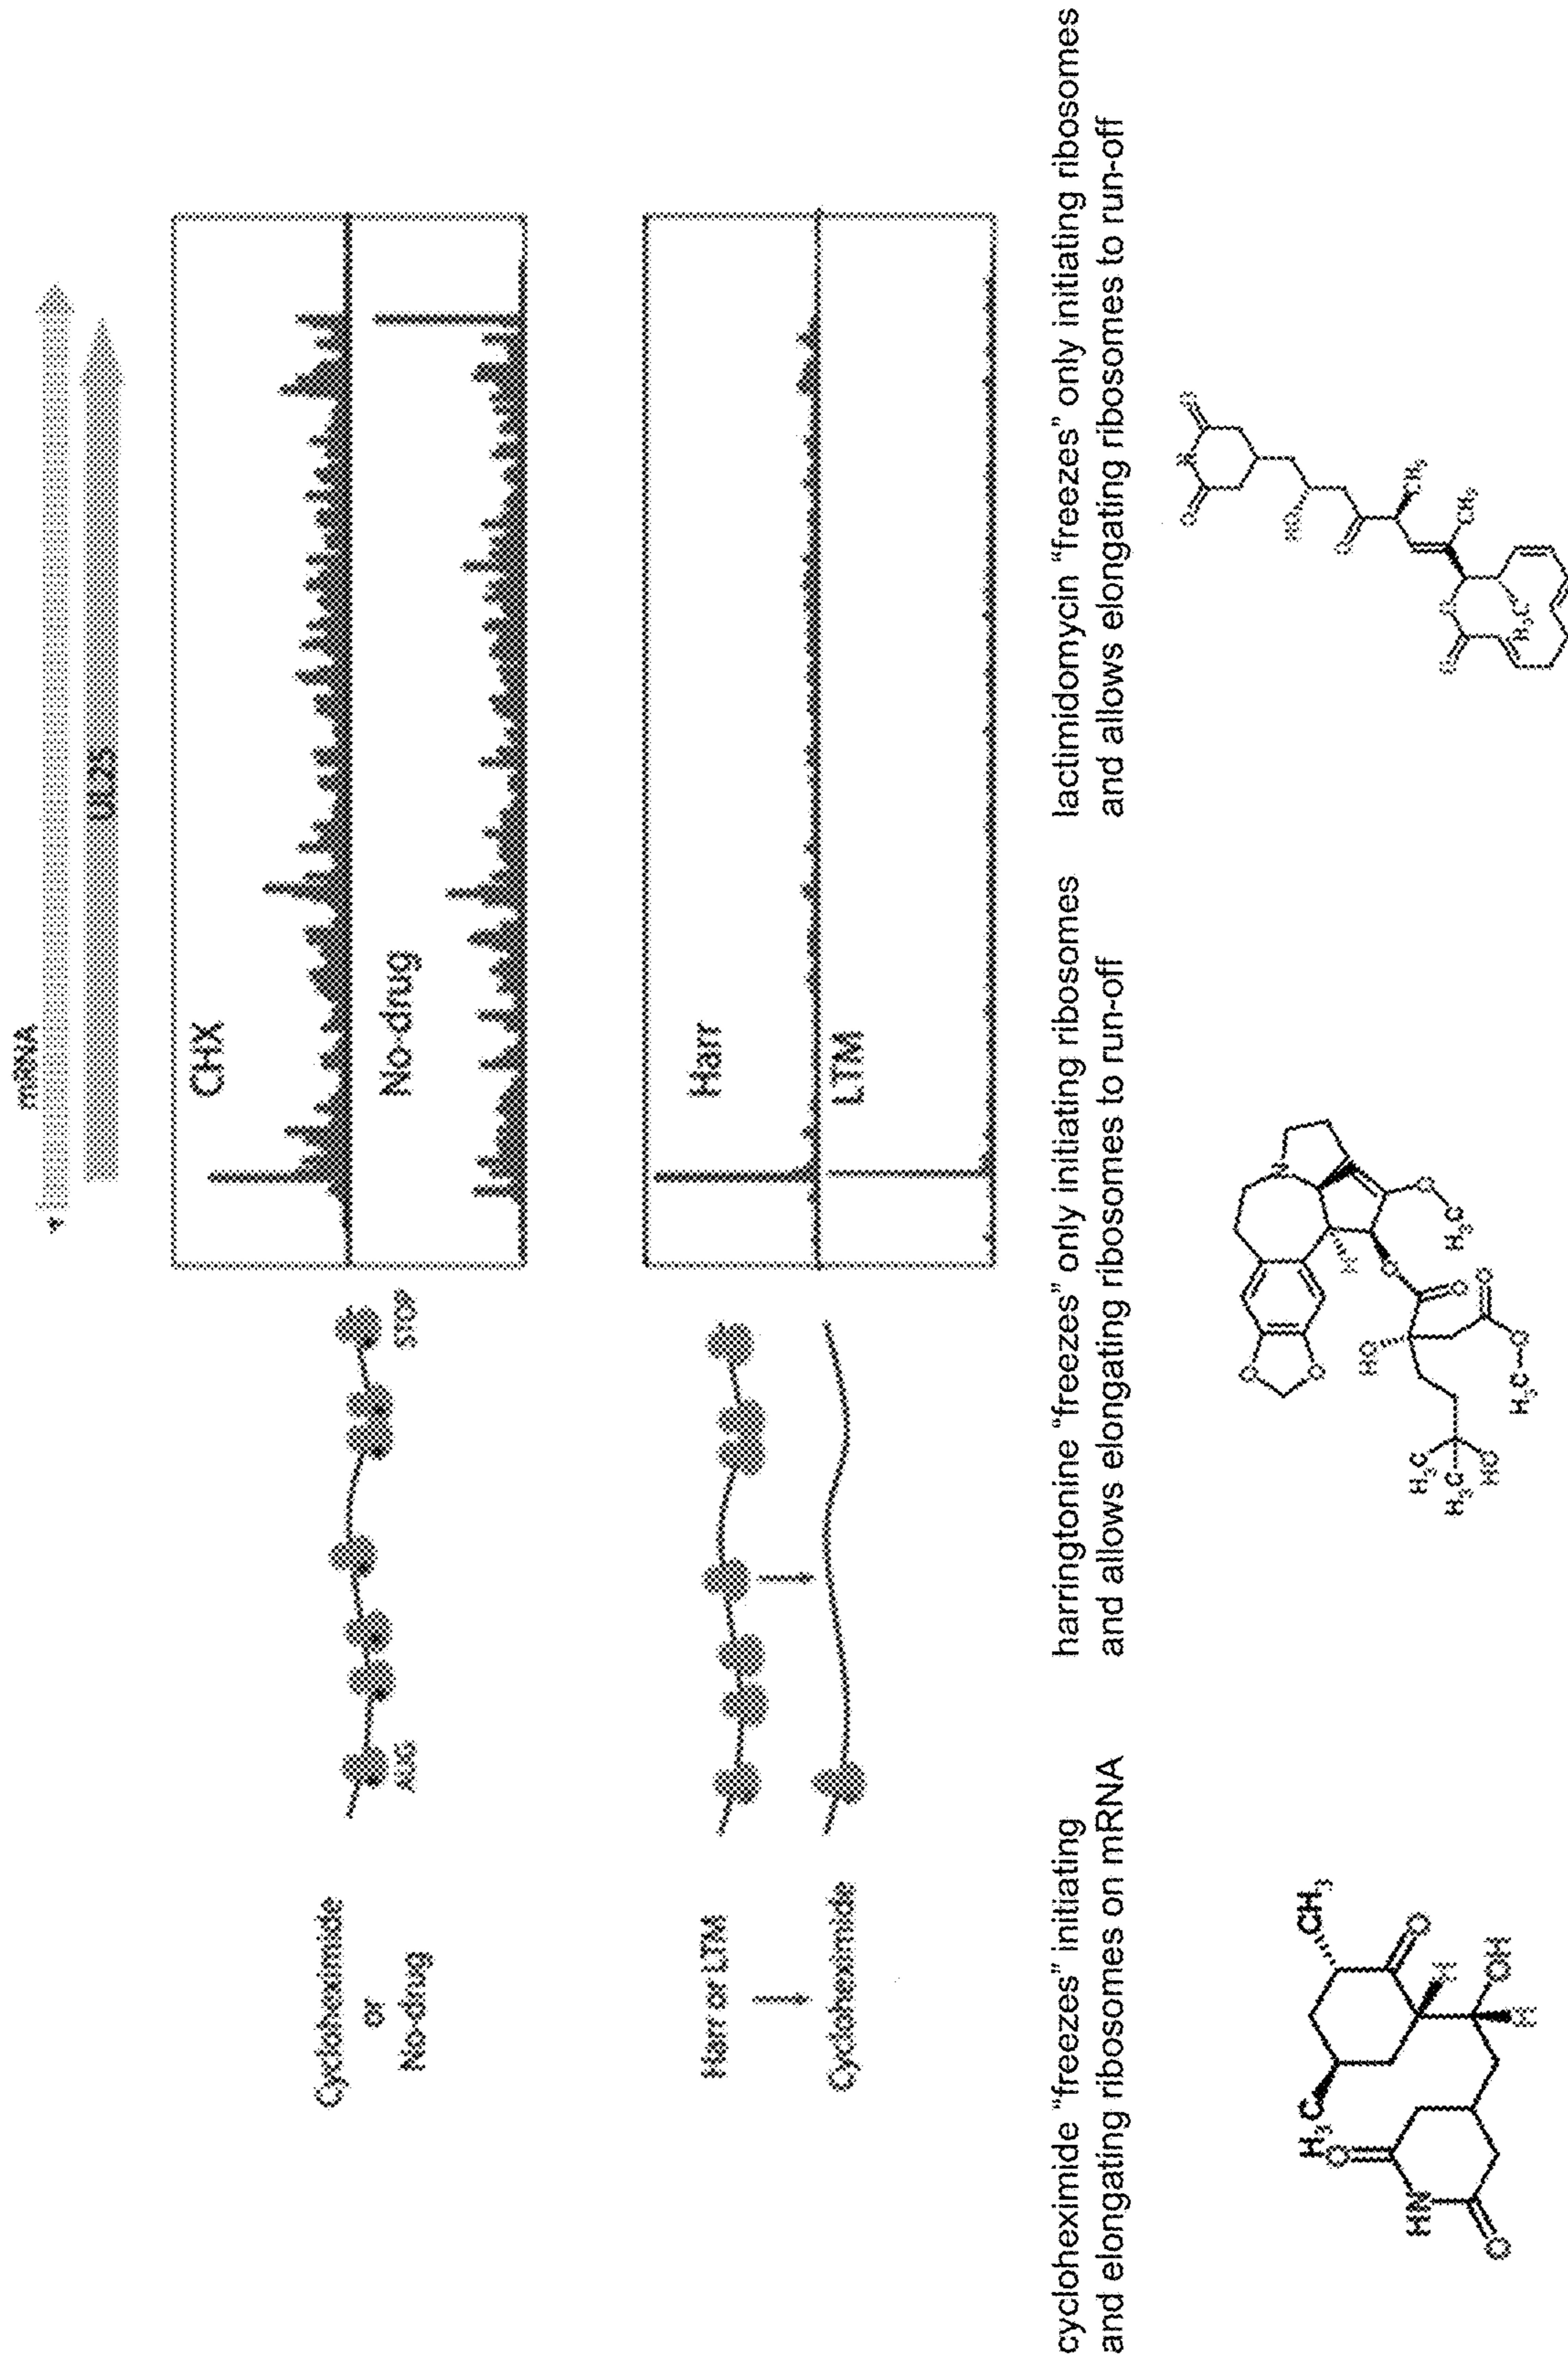 mRNA
UL25
CHX
No-drug
Harr
LTM
Cycloheximide
or
No-drug
AUG
STOP
Harr or LTM
Cycloheximide
cycloheximide “freezes” initiating
and elongating ribosomes on mRNA
harringtonine “freezes” only initiating ribosomes
and allows elongating ribosomes to run-off
lactimidomycin “freezes” only initiating ribosomes
and allows elongating ribosomes to run-off
H₃C
CH₃
O
H
OH
H
HN
O
O
O
O
N
H
O
O
CH₃
HO
O
O
O
H₃C
H₃C
H₃C
HO
O
O
HO
O
CH₃
CH₃
O
H₃C